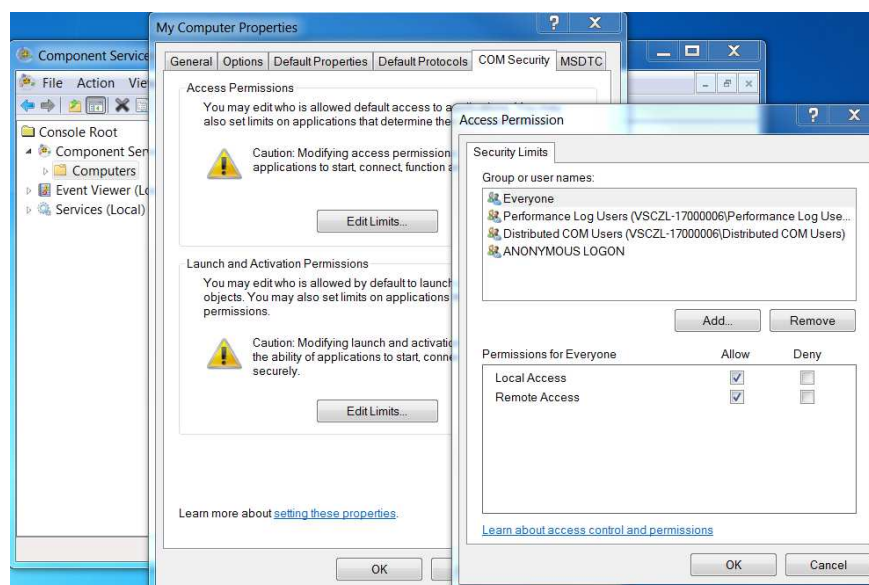 My Computer Properties
Component Service
File Action Vie
Console Root
Component Ser
Computers
Event Viewer (Lo
Services (Local)
General Options Default Properties Default Protocols COM Security MSDTC
Access Permissions
You may edit who is allowed default access to a
also set limits on applications that determine the
Caution: Modifying access permission
applications to start, connect, function a
Edit Limits...
Launch and Activation Permissions
You may edit who is allowed by default to launch
objects. You may also set limits on applications
permissions.
Caution: Modifying launch and activatio
the ability of applications to start, conne
securely.
Edit Limits...
Learn more about setting these properties.
OK
Access Permission
Security Limits
Group or user names:
Everyone
Performance Log Users (VSCZL-17000006\Performance Log Use...
Distributed COM Users (VSCZL-17000006\Distributed COM Users)
ANONYMOUS LOGON
Add... Remove
Permissions for Everyone Allow Deny
Local Access
Remote Access
Learn about access control and permissions
OK Cancel